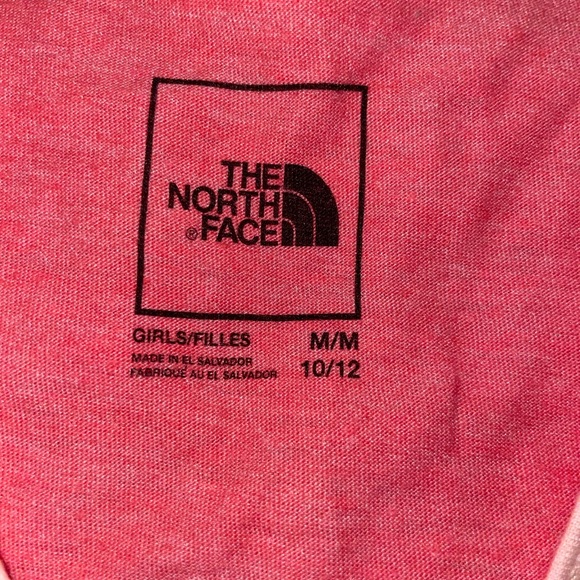 THE
NORTH
®FACE
GIRLS/FILLES M/M
MADE IN EL SALVADOR
FABRIQUE AU EL SALVADOR 10/12